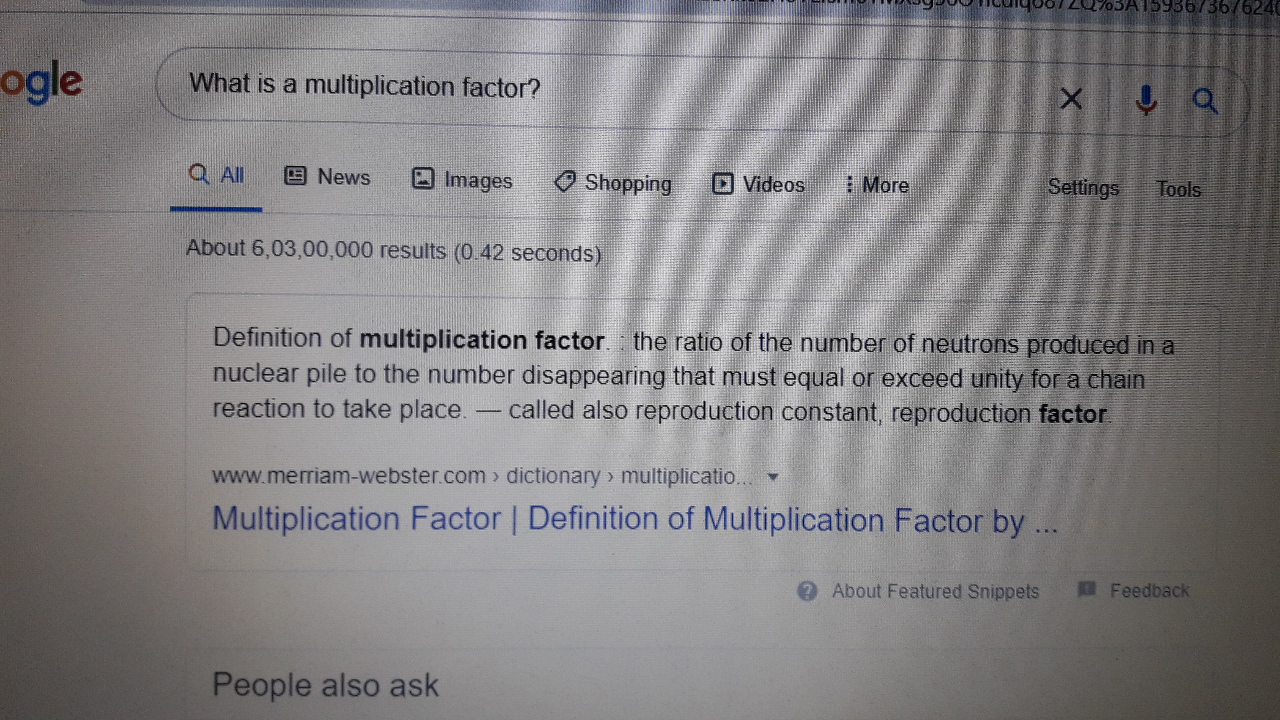 ogle
What is a multiplication factor?
All News Images Shopping Videos More Settings Tools
About 6,03,00,000 results (0.42 seconds)
Definition of multiplication factor. : the ratio of the number of neutrons produced in a
nuclear pile to the number disappearing that must equal or exceed unity for a chain
reaction to take place. — called also reproduction constant, reproduction factor.
www.merriam-webster.com › dictionary › multiplicatio...
Multiplication Factor | Definition of Multiplication Factor by ...
About Featured Snippets Feedback
People also ask